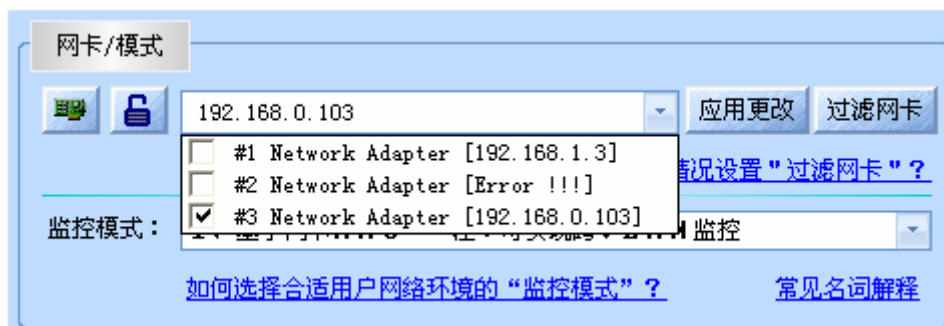 网卡/模式
192.168.0.103
应用更改
过滤网卡
#1 Network Adapter [192.168.1.3]
#2 Network Adapter [Error !!!]
情况设置"过滤网卡"?
#3 Network Adapter [192.168.0.103]
监控模式：
监控
如何选择合适用户网络环境的“监控模式”?
常见名词解释